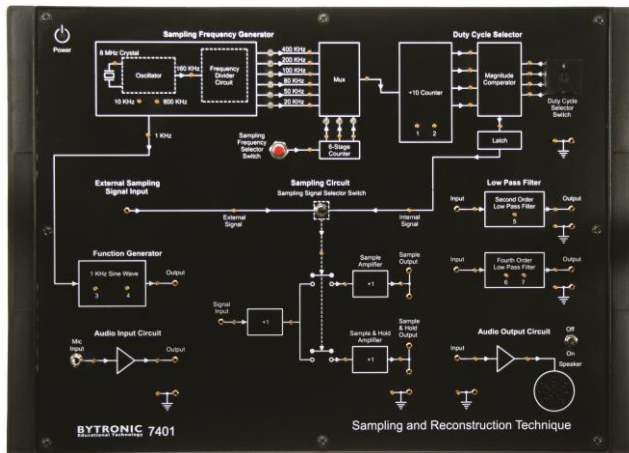 Sampling Frequency Generator
Duty Cycle Selector
Power
8 MHz Crystal
Oscillator
160 KHz
Frequency
Divider
Circuit
10 KHz
800 KHz
400 KHz
200 KHz
100 KHz
80 KHz
50 KHz
20 KHz
Mux
÷10 Counter
1 2
Magnitude
Comparator
4
Duty Cycle
Selector
Switch
1 KHz
Sampling
Frequency
Selector
Switch
6-Stage
Counter
Latch
External Sampling
Signal Input
Sampling Circuit
Sampling Signal Selector Switch
External
Signal
Internal
Signal
Low Pass Filter
Input
Second Order
Low Pass Filter
5
Output
Function Generator
1 KHz Sine Wave
3 4
Output
Signal
Input
+1
Sample
Amplifier
+1
Sample
Output
Input
Fourth Order
Low Pass Filter
6 7
Output
Audio Input Circuit
Mic
Input
Output
Sample & Hold
Amplifier
+1
Sample
& Hold
Output
Audio Output Circuit
Input
Off
On
Speaker
BYTRONIC
Educational Technology
7401
Sampling and Reconstruction Technique